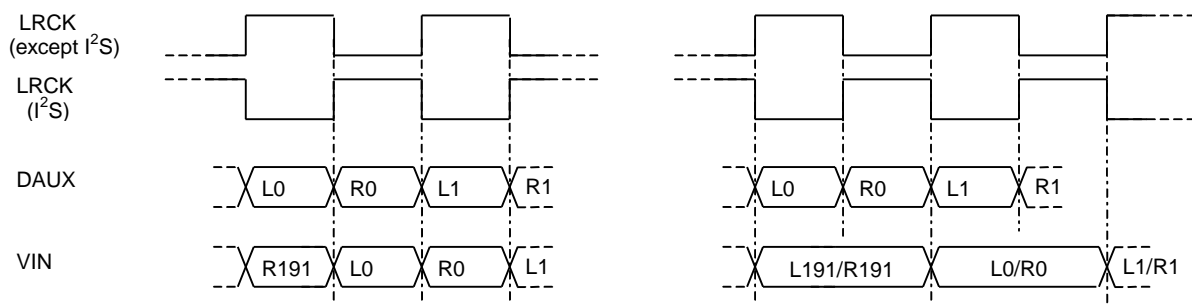 LRCK
(except I²S)
LRCK
(I²S)
DAUX L0 R0 L1 R1 L0 R0 L1 R1
VIN R191 L0 R0 L1 L191/R191 L0/R0 L1/R1